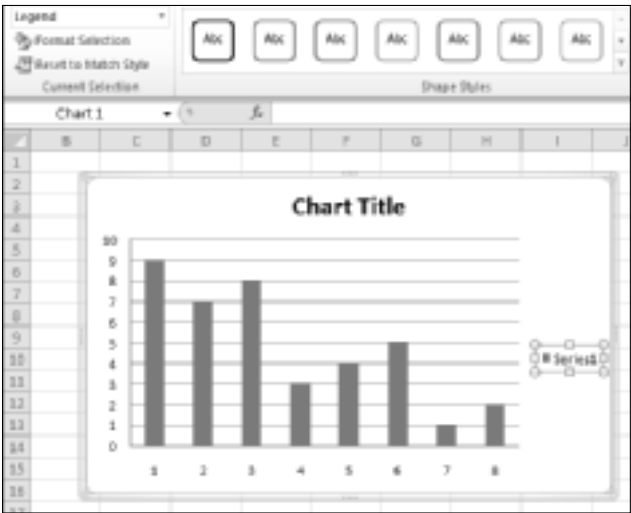 Legend
Format Selection
Reset to Match Style
Current Selection
Abc Abc Abc Abc Abc Abc Abc
Shape Styles
Chart 1 fx
B C D E F G H I J
1
2
3
4
5
6
7
8
9
10
11
12
13
14
15
16
17
Chart Title
10
9
8
7
6
5
4
3
2
1
0
1 2 3 4 5 6 7 8
Series1